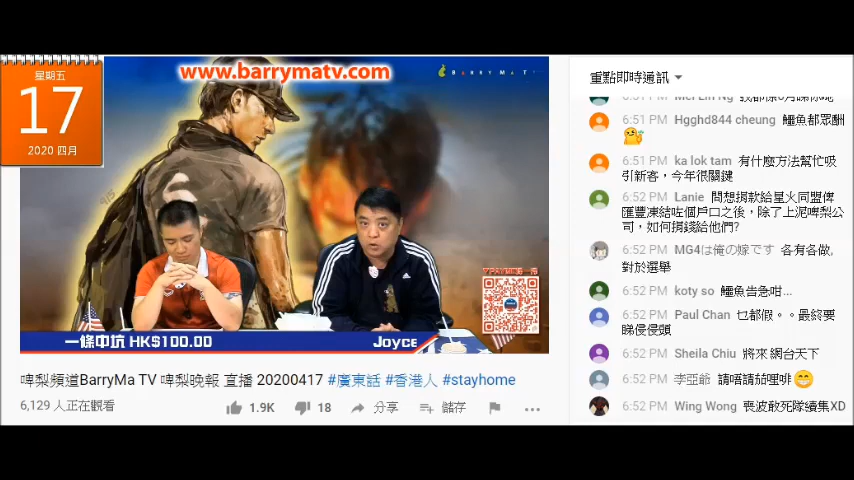 星期五
17
2020 四月
www.barrymatv.com
BARRYMATV
一條中坑 HK$100.00
Joyce
啤梨頻道BarryMa TV 啤梨晚報 直播 20200417 #廣東話 #香港人 #stayhome
6,129 人正在觀看
1.9K
18
分享
儲存
重點即時通訊
6:51 PM Hgghd844 cheung 鱷魚都眾酬
6:51 PM ka lok tam 有什麼方法幫忙吸
引新客，今年很關鍵
6:52 PM Lanie 問想捐款給星火同盟俾
匯豐凍結咗個戶口之後，除了上泥啤梨公
司，如何捐錢給他們?
6:52 PM MG4は俺の嫁です 各有各做,
對於選舉
6:52 PM koty so 鱷魚吿急咁...
6:52 PM Paul Chan 乜都假。。最終要
睇侵侵頭
6:52 PM Sheila Chiu 將來 網台天下
6:52 PM 李亞爺 請唔請茄喱啡
6:52 PM Wing Wong 喪波敢死隊續集XD